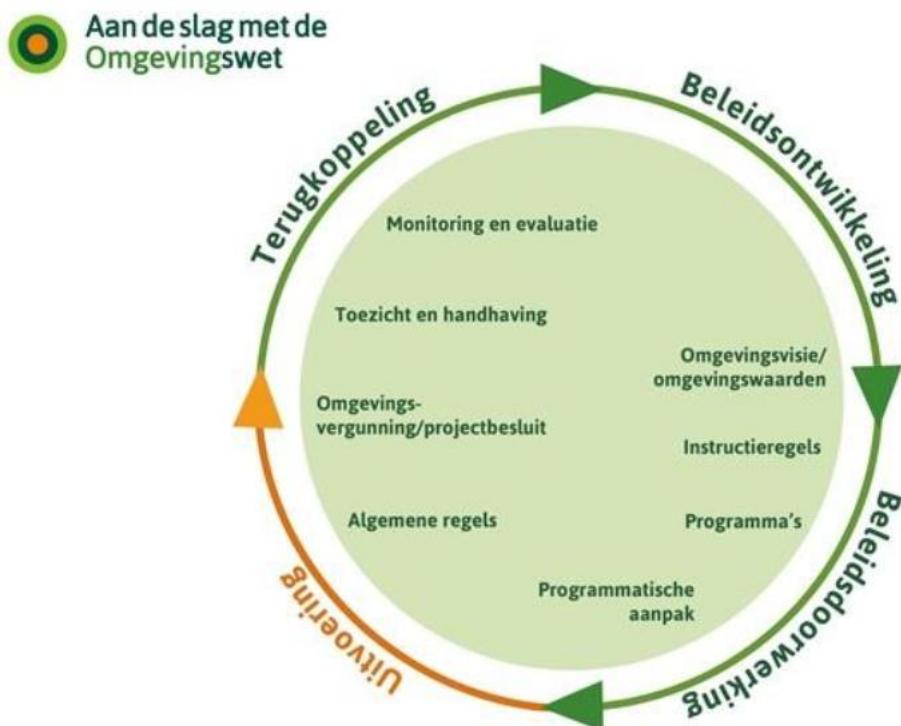 Aan de slag met de
Omgevingswet
Terugkoppeling
Beleidsontwikkeling
Monitoring en evaluatie
Toezicht en handhaving
Omgevingsvisie/
omgevingswaarden
Omgevings-
vergunning/projectbesluit
Instructieregels
Algemene regels
Programma's
Programmatische
aanpak
Uitvoering
Beleidsdoorwerking